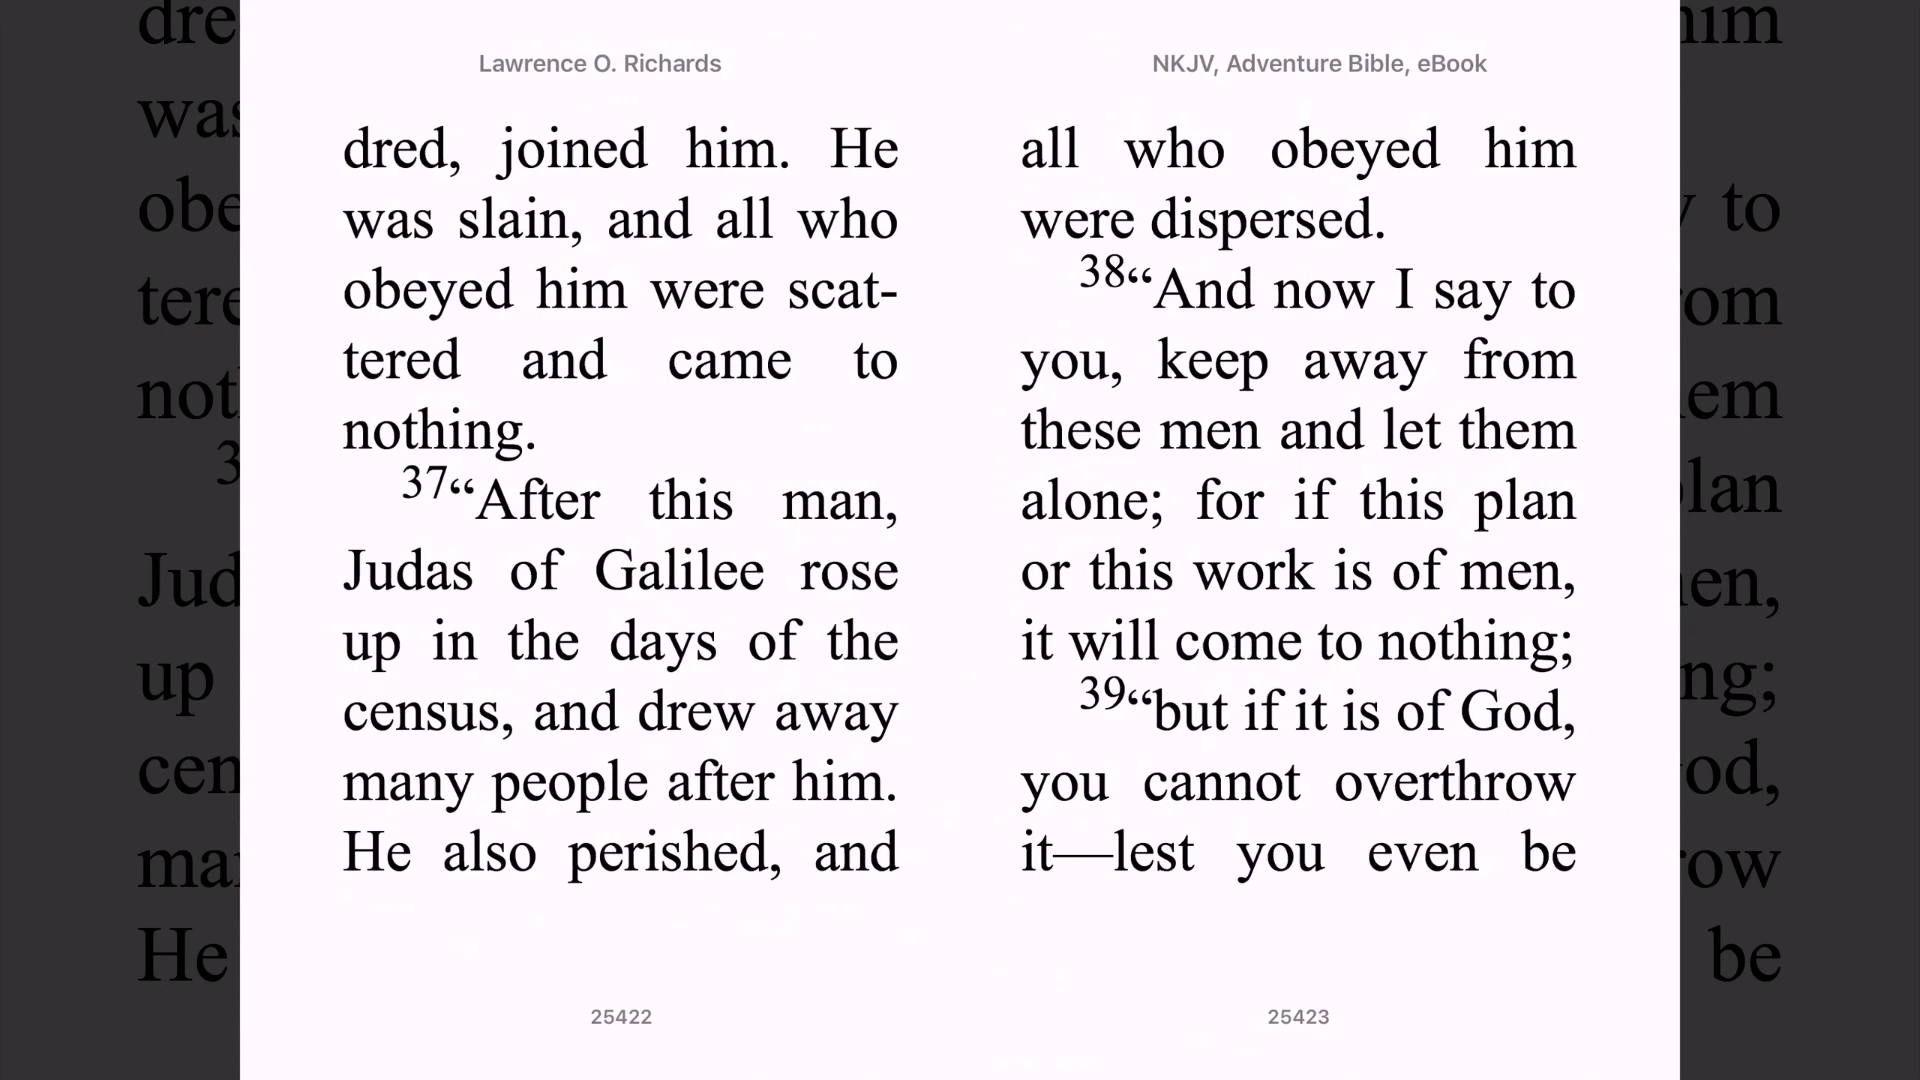 Lawrence O. Richards
dred, joined him. He
was slain, and all who
obeyed him were scat-
tered and came to
nothing.
37“After this man,
Judas of Galilee rose
up in the days of the
census, and drew away
many people after him.
He also perished, and
25422
NKJV, Adventure Bible, eBook
all who obeyed him
were dispersed.
38“And now I say to
you, keep away from
these men and let them
alone; for if this plan
or this work is of men,
it will come to nothing;
39“but if it is of God,
you cannot overthrow
it—lest you even be
25423